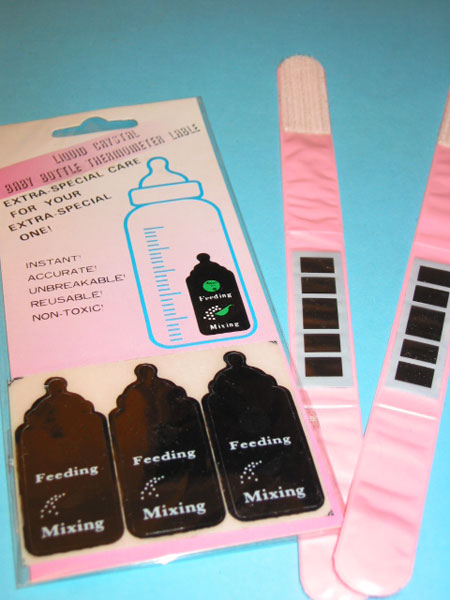 LIQUID CRYSTAL
BABY BOTTLE THERMOMETER LABLE
EXTRA-SPECIAL CARE
FOR YOUR
EXTRA-SPECIAL
ONE!
INSTANT!
ACCURATE!
UNBREAKABLE!
REUSABLE!
NON-TOXIC!
Feeding
Mixing
Feeding
Mixing
Feeding
Mixing
Feeding
Mixing